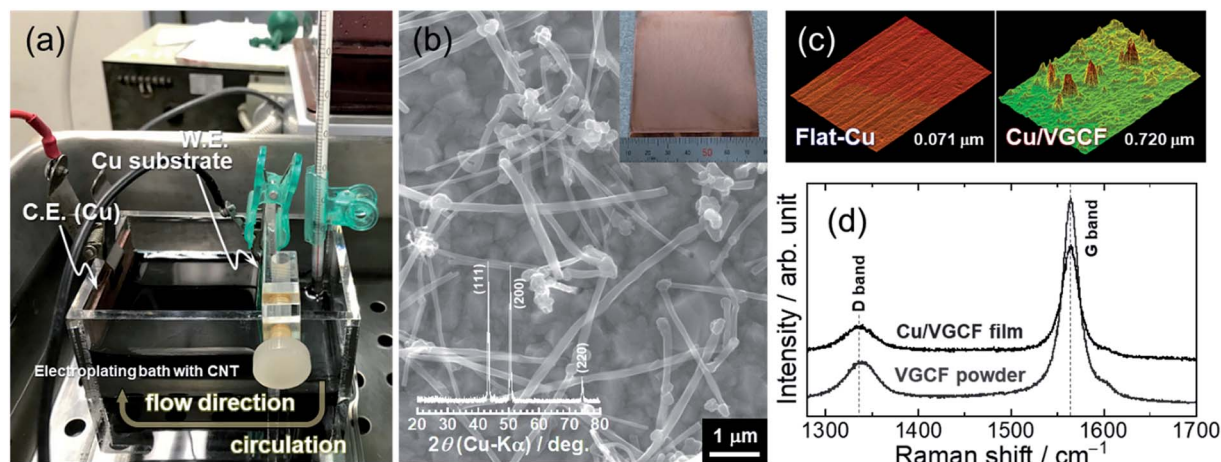 (a)
W.E.
Cu substrate
C.E. (Cu)
Electroplating bath with CNT
flow direction
circulation
(b)
10
50
(111)
(200)
(220)
20 30 40 50 60 70 80
2θ (Cu-Kα) / deg.
1 μm
(c)
Flat-Cu
0.071 μm
Cu/VGCF
0.720 μm
(d)
Intensity / arb. unit
D band
G band
Cu/VGCF film
VGCF powder
1300 1400 1500 1600 1700
Raman shift / cm⁻¹